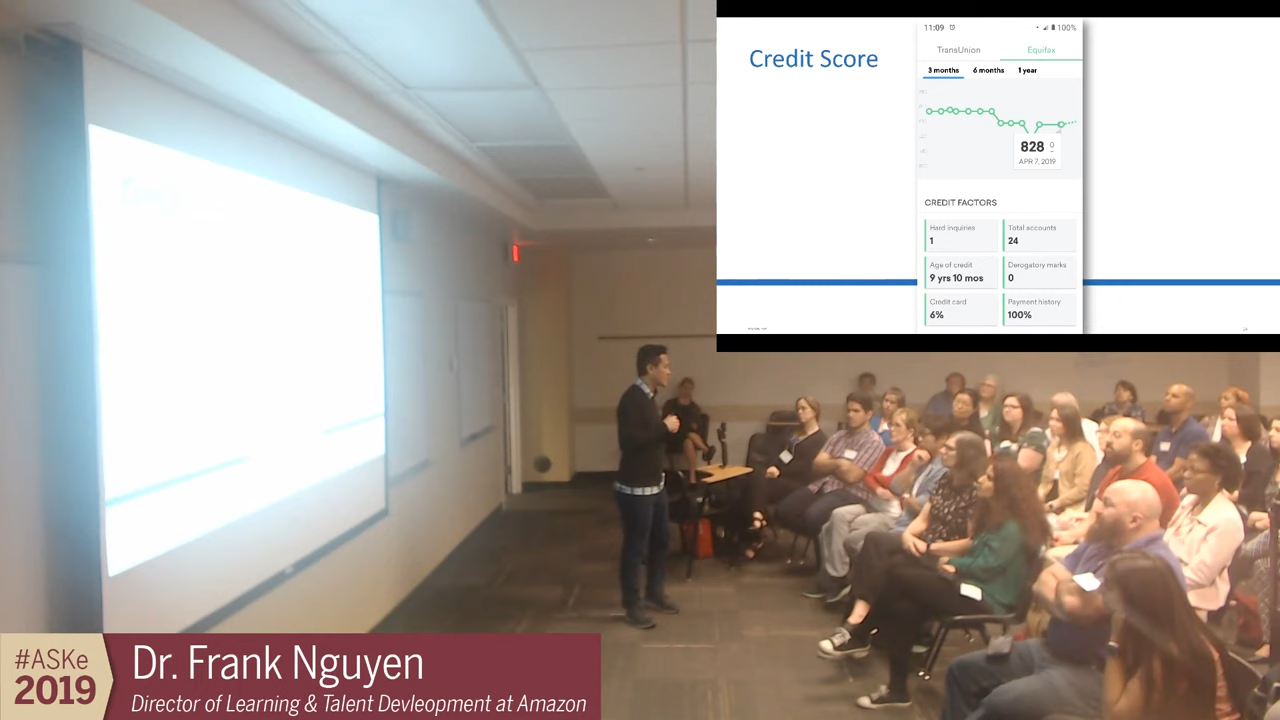 Credit Score
11:09 100%
TransUnion Equifax
3 months 6 months 1 year
828
APR 7, 2019
CREDIT FACTORS
Hard inquiries
1
Total accounts
24
Age of credit
9 yrs 10 mos
Derogatory marks
0
Credit card
6%
Payment history
100%
#ASKe
2019
Dr. Frank Nguyen
Director of Learning & Talent Devleopment at Amazon